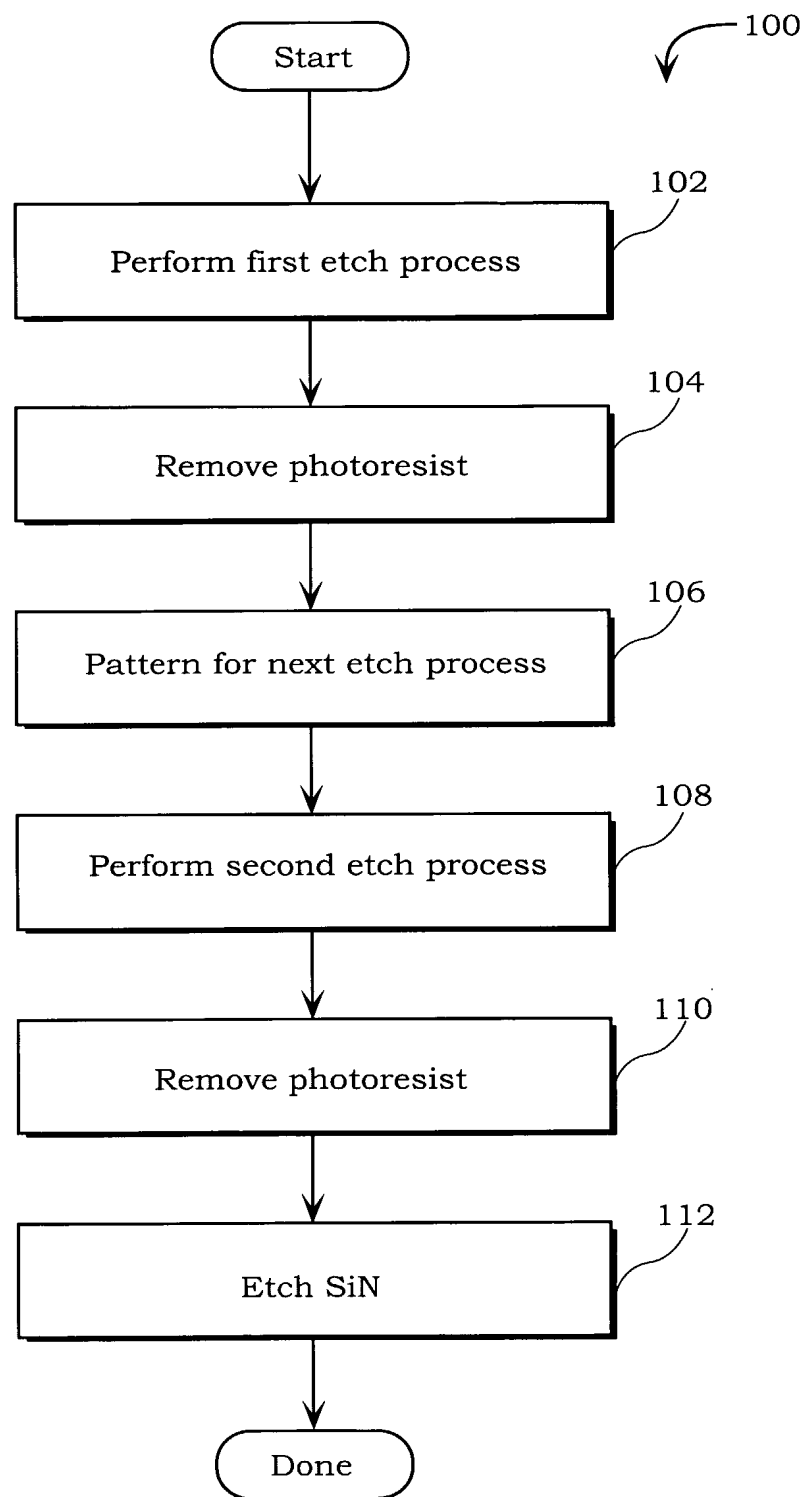 Start
100
102
Perform first etch process
104
Remove photoresist
106
Pattern for next etch process
108
Perform second etch process
110
Remove photoresist
112
Etch SiN
Done